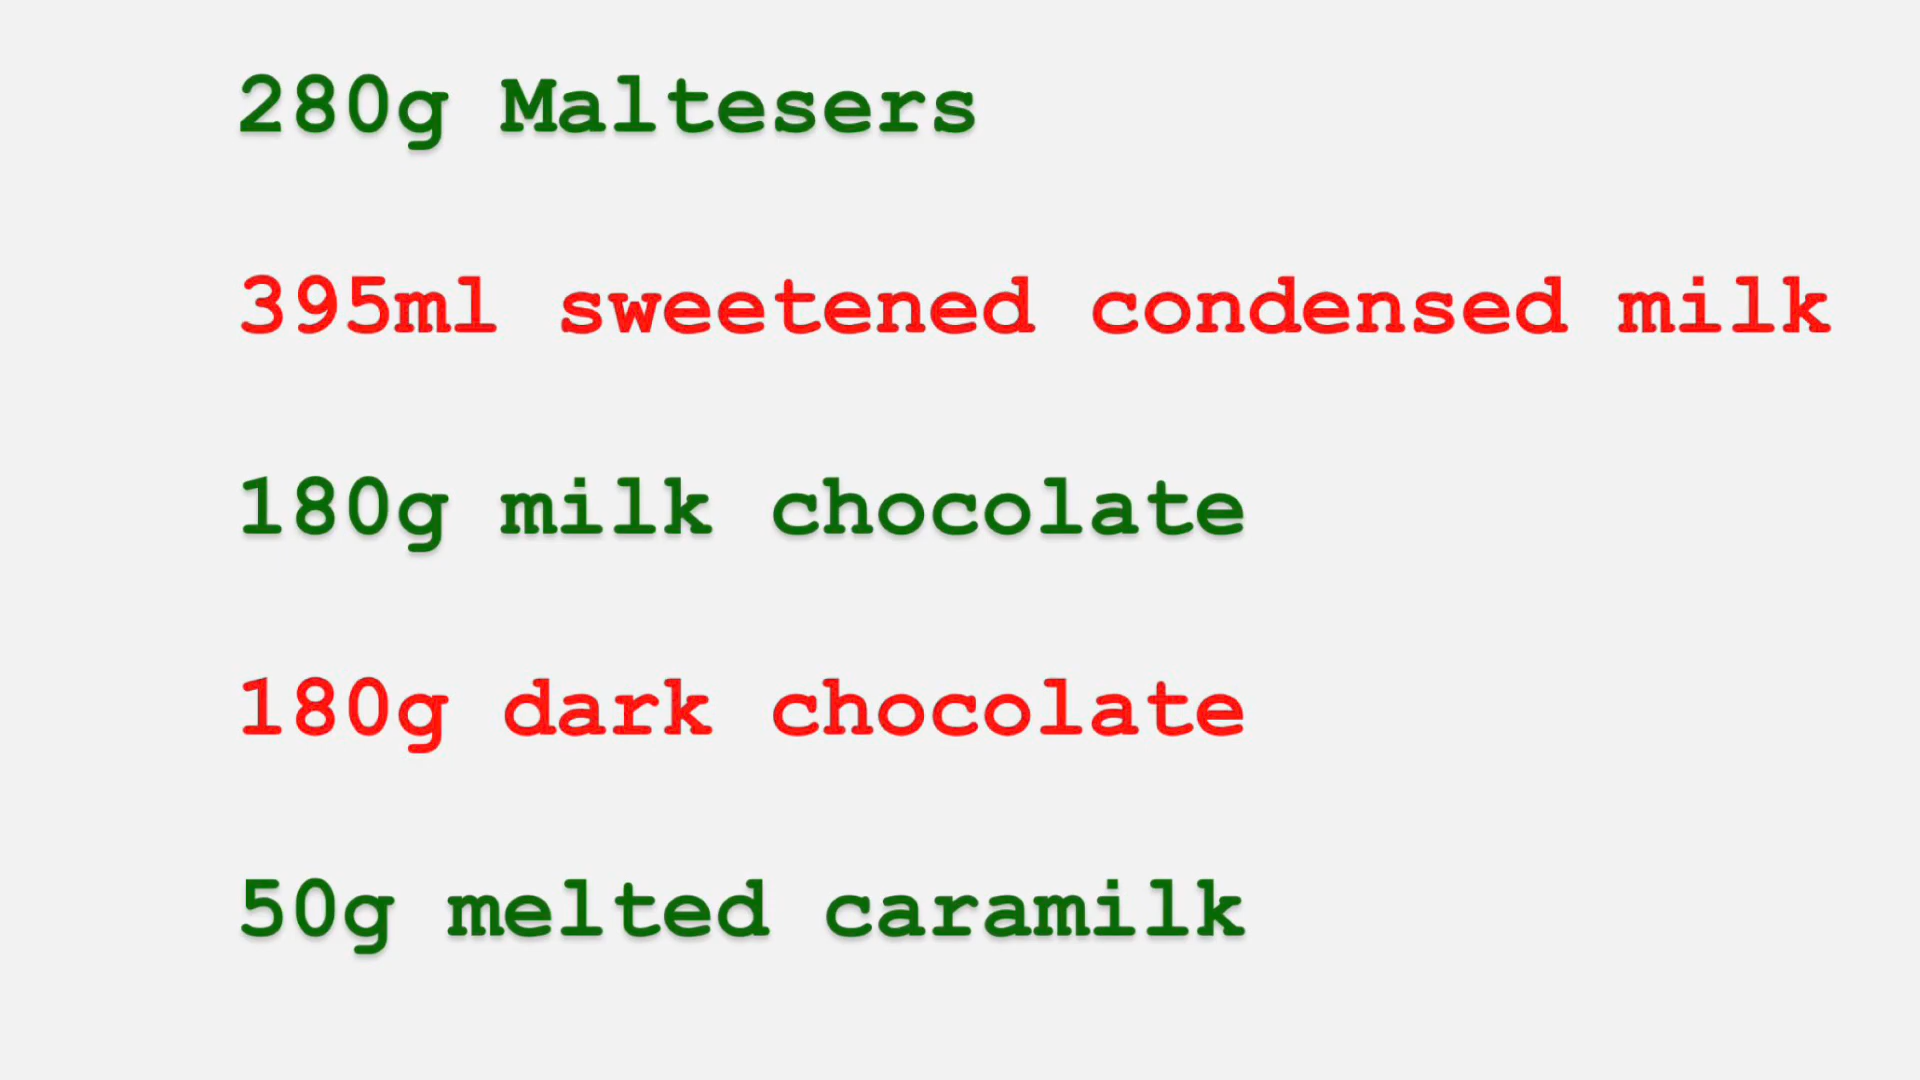 280g Maltesers
395ml sweetened condensed milk
180g milk chocolate
180g dark chocolate
50g melted caramilk